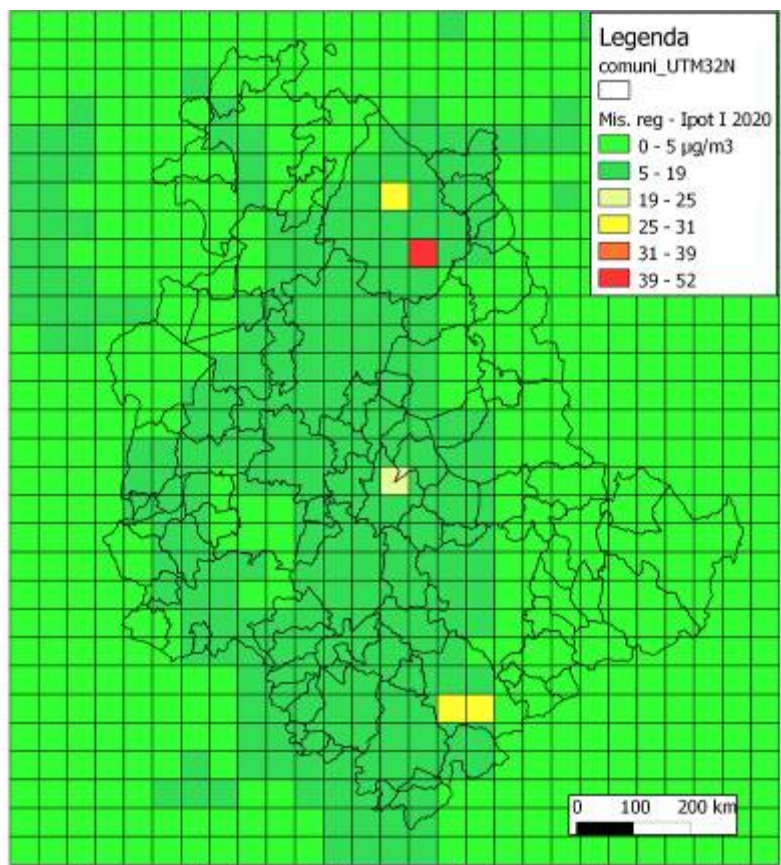 Legenda
comuni_UTM32N
Mis. reg - Ipot I 2020
0 - 5 µg/m3
5 - 19
19 - 25
25 - 31
31 - 39
39 - 52
0 100 200 km